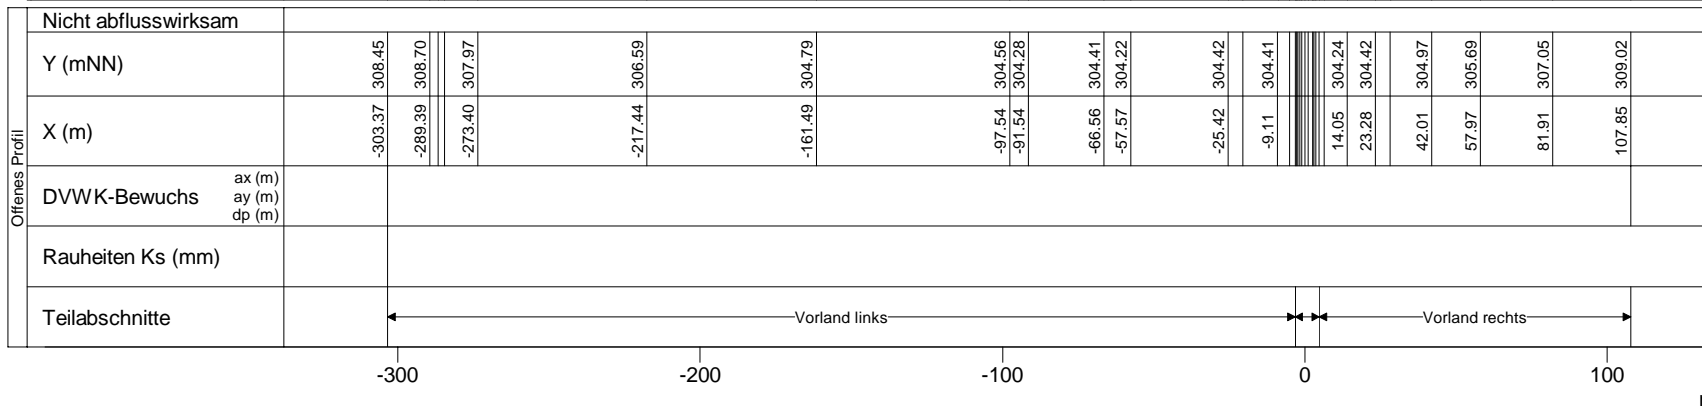 Nicht abflusswirksam
Offenes Profil
Y (mNN) 308.45 308.70 307.97 306.59 304.79 304.56 304.28 304.41 304.22 304.42 304.41 304.24 304.42 304.97 305.69 307.05 309.02
X (m) -303.37 -289.39 -273.40 -217.44 -161.49 -97.54 -91.54 -66.56 -57.57 -25.42 -9.11 14.05 23.28 42.01 57.97 81.91 107.85
DVWK-Bewuchs
ax (m)
ay (m)
dp (m)
Rauheiten Ks (mm)
Teilabschnitte Vorland links Vorland rechts
-300 -200 -100 0 100